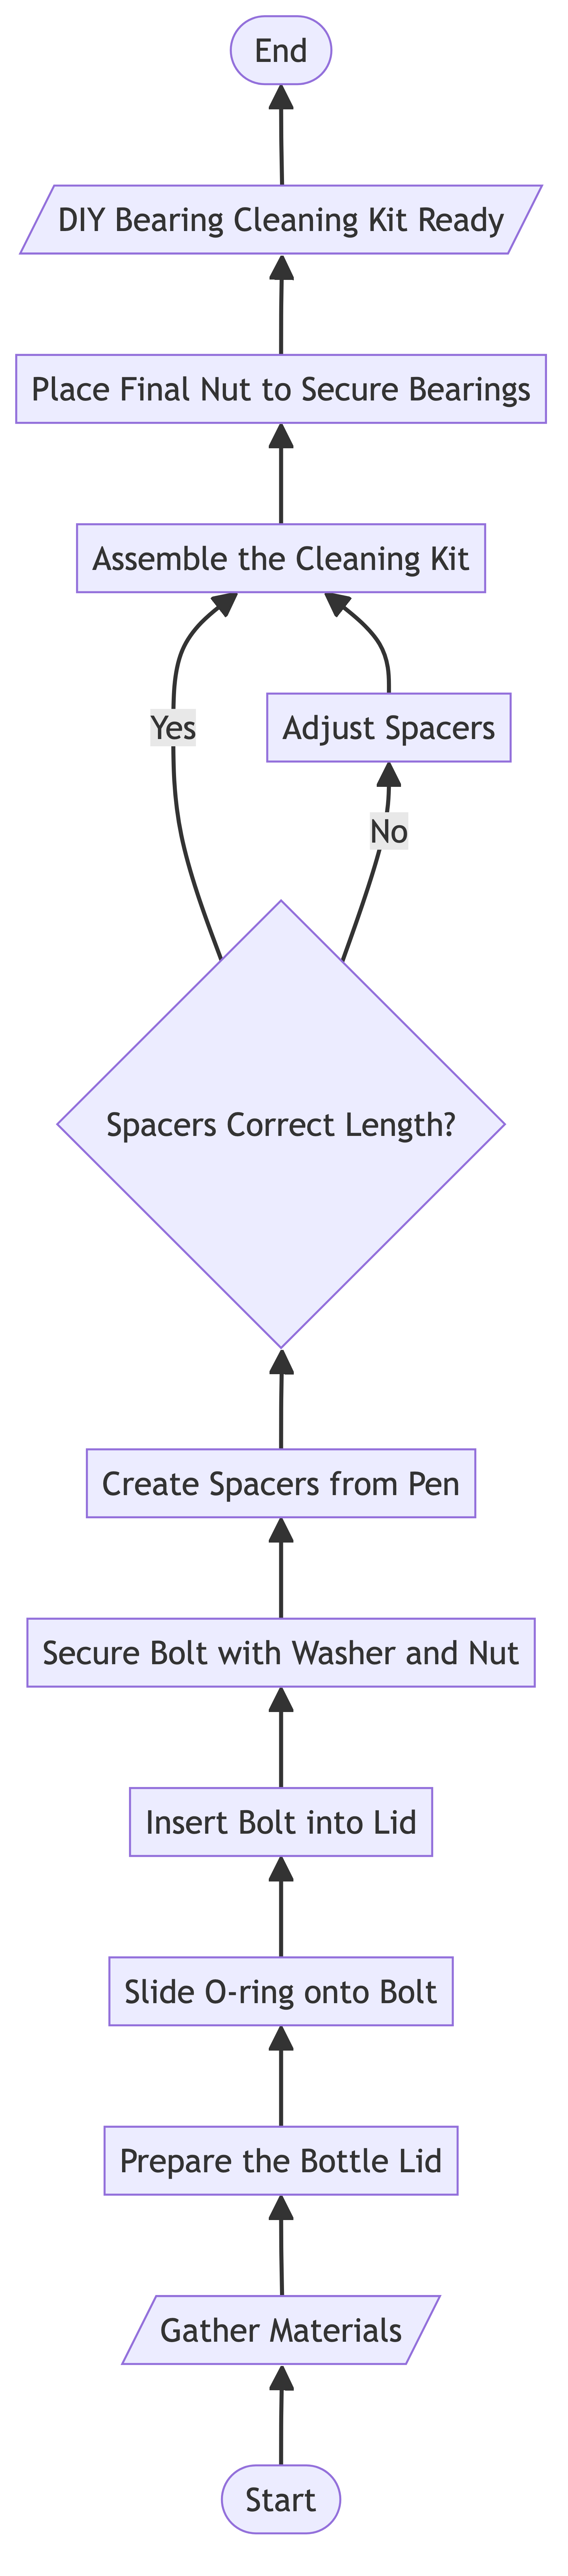 End
DIY Bearing Cleaning Kit Ready
Place Final Nut to Secure Bearings
Assemble the Cleaning Kit
Yes
Adjust Spacers
No
Spacers Correct Length?
Create Spacers from Pen
Secure Bolt with Washer and Nut
Insert Bolt into Lid
Slide O-ring onto Bolt
Prepare the Bottle Lid
Gather Materials
Start